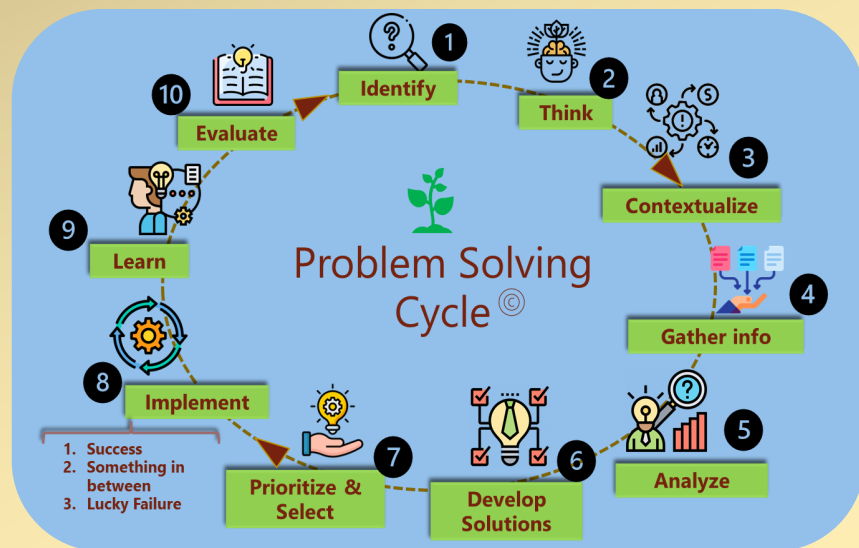 1
Identify
2
Think
3
Contextualize
4
Gather info
5
Analyze
6
Develop
Solutions
7
Prioritize &
Select
8
Implement
1. Success
2. Something in
between
3. Lucky Failure
9
Learn
10
Evaluate
Problem Solving
Cycle ©